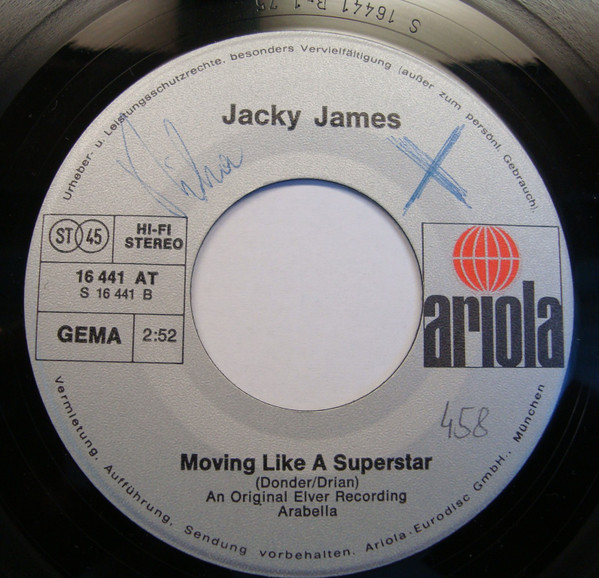 S 16441 B
Urheber- u. Leistungsschutzrechte, besonders Vervielfältigung (außer zum persönl. Gebrauch),
Jacky James
X
ST 45
HI-FI
STEREO
16 441 AT
S 16 441 B
GEMA
2:52
ariola
458
Moving Like A Superstar
(Donder/Drian)
An Original Elver Recording
Arabella
Vermietung, Aufführung, Sendung vorbehalten. Ariola-Eurodisc GmbH., München